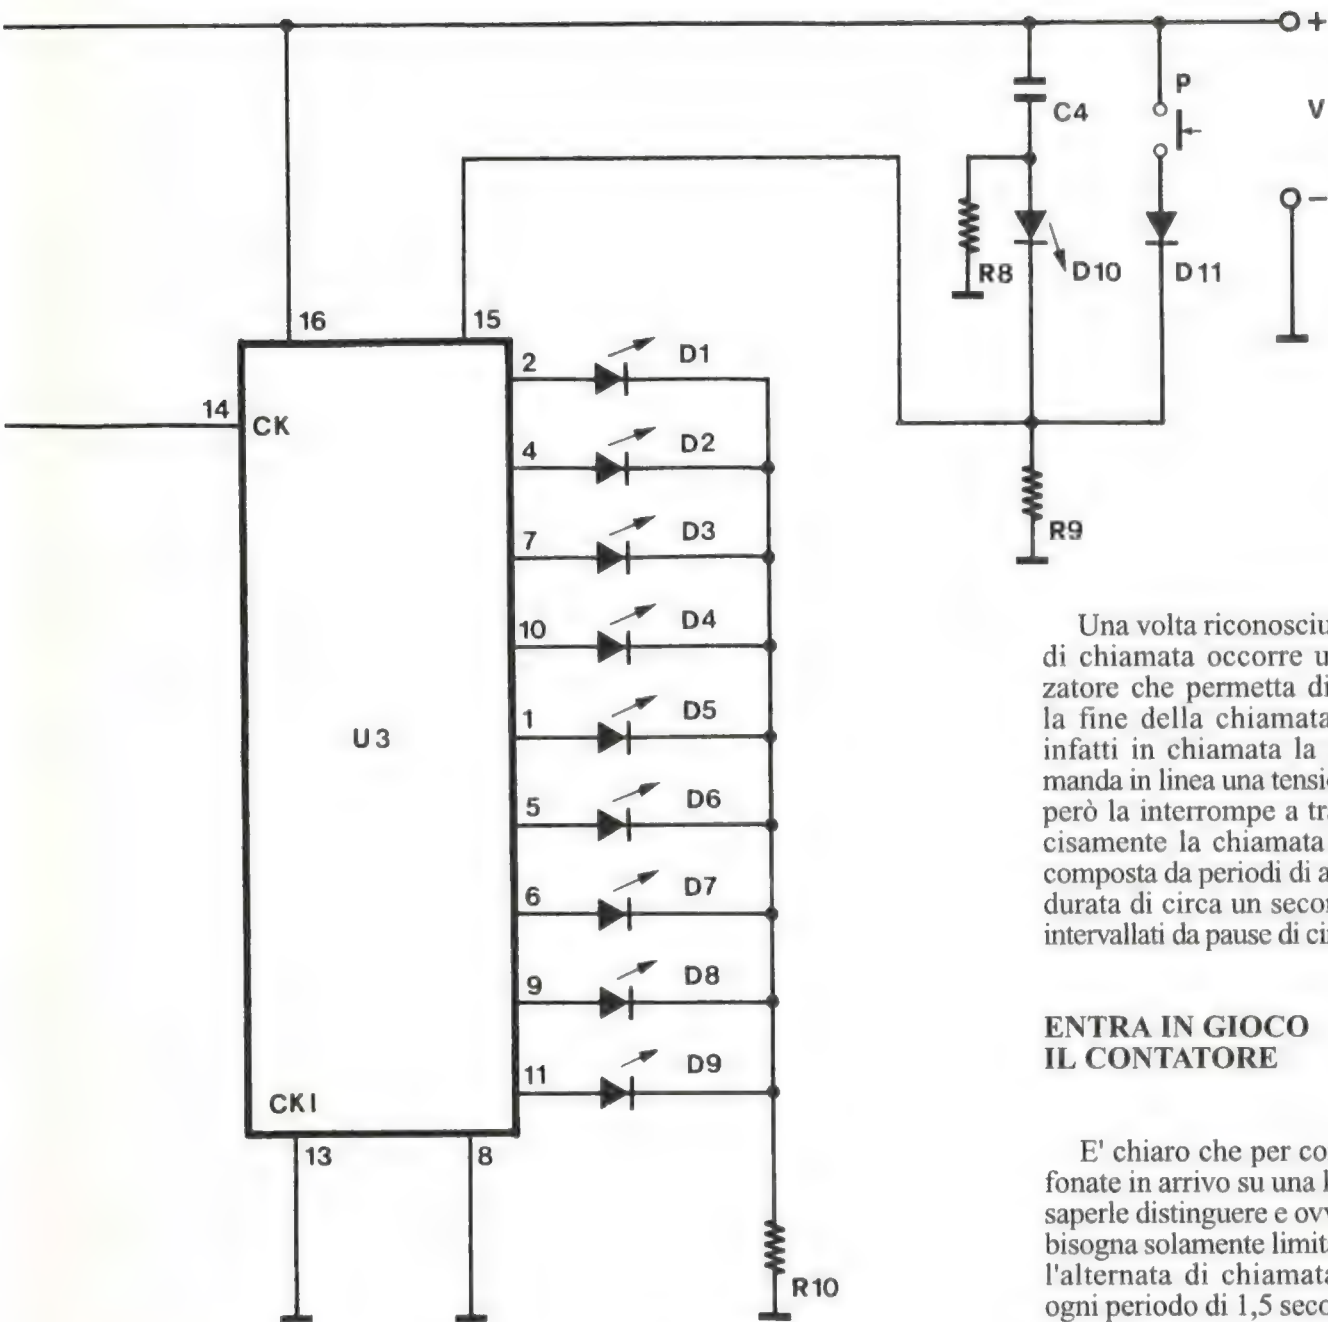 +
P
C4
V
-
R8
D10
D11
16
15
2
D1
14
CK
4
D2
7
D3
R9
10
D4
U3
1
D5
5
D6
6
D7
9
D8
11
D9
CKI
13
8
R10
Una volta riconosciu
di chiamata occorre u
zatore che permetta di
la fine della chiamata
infatti in chiamata la
manda in linea una tensi
però la interrompe a tra
cisamente la chiamata
composta da periodi di a
durata di circa un secon
intervallati da pause di ci
ENTRA IN GIOCO
IL CONTATORE
E' chiaro che per co
fonate in arrivo su una l
saperle distinguere e ovv
bisogna solamente limit
l'alternata di chiamata
ogni periodo di 1,5 seco